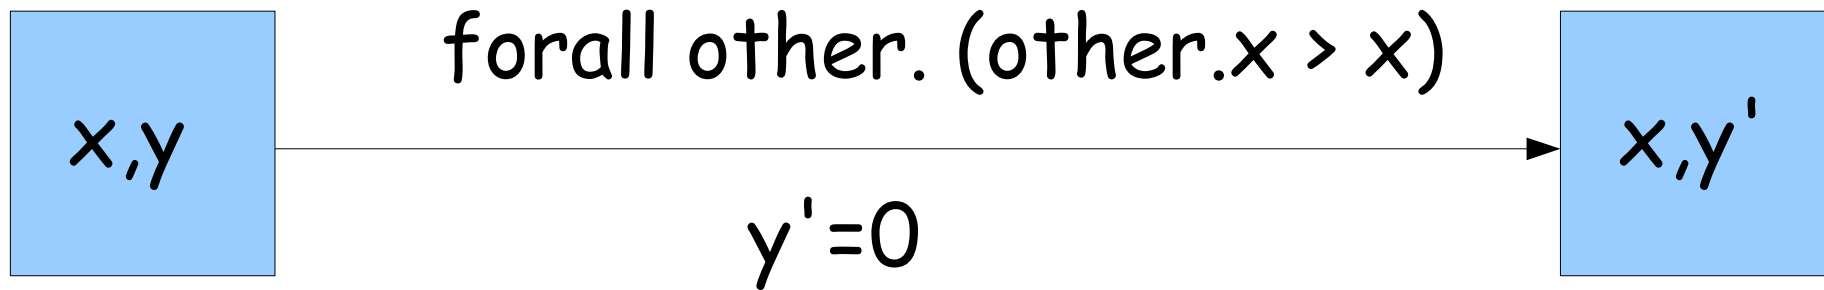 forall other. (other.x > x)
x,y
x,y'
y'=0